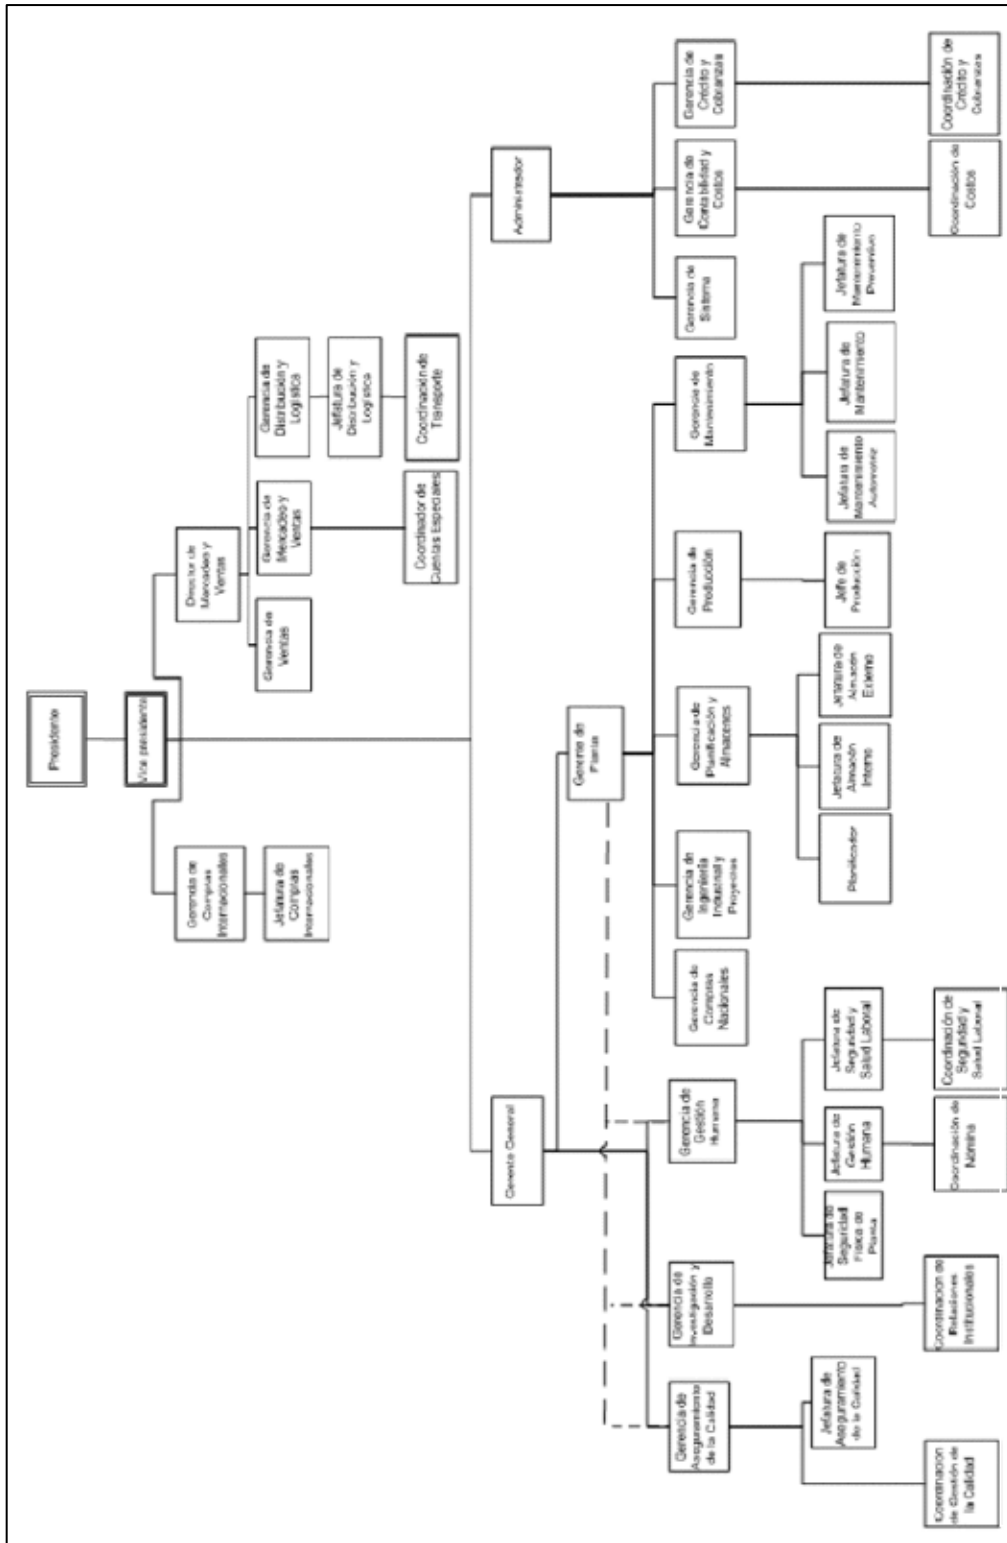 Presidente
Vice presidente
Gerencia de
Compras
Internacionales
Jefatura de
Compras
Internacionales
Director de
Mercadeo y
Ventas
Gerencia de
Ventas
Gerencia de
Mercadeo y
Ventas
Gerencia de
Distribución y
Logística
Jefatura de
Distribución y
Logística
Coordinador de
Cuentas Especiales
Coordinación de
Transporte
Gerente General
Administrador
Gerente de
Planta
Gerencia de
Aseguramiento
de la Calidad
Gerencia de
Investigación y
Desarrollo
Gerencia de
Gestión
Humana
Gerencia de
Compras
Nacionales
Gerencia de
Ingeniería
Industrial y
Proyectos
Gerencia de
Planificación y
Almacenes
Gerencia de
Producción
Gerencia de
Mantenimiento
Gerencia de
Sistema
Gerencia de
Contabilidad y
Costos
Gerencia de
Crédito y
Cobranzas
Jefatura de
Aseguramiento
de la Calidad
Jefatura de
Seguridad
Física de
Planta
Jefatura de
Gestión
Humana
Jefatura de
Seguridad y
Salud Laboral
Planificador
Jefatura de
Almacén
Interno
Jefatura de
Almacén
Externo
Jefe de
Producción
Jefatura de
Mantenimiento
Automotriz
Jefatura de
Mantenimiento
Jefatura de
Mantenimiento
Preventivo
Coordinación
de Gestión de
la Calidad
Coordinación de
Relaciones
Institucionales
Coordinación de
Nómina
Coordinación de
Seguridad y
Salud Laboral
Coordinación de
Costos
Coordinación de
Crédito y
Cobranzas